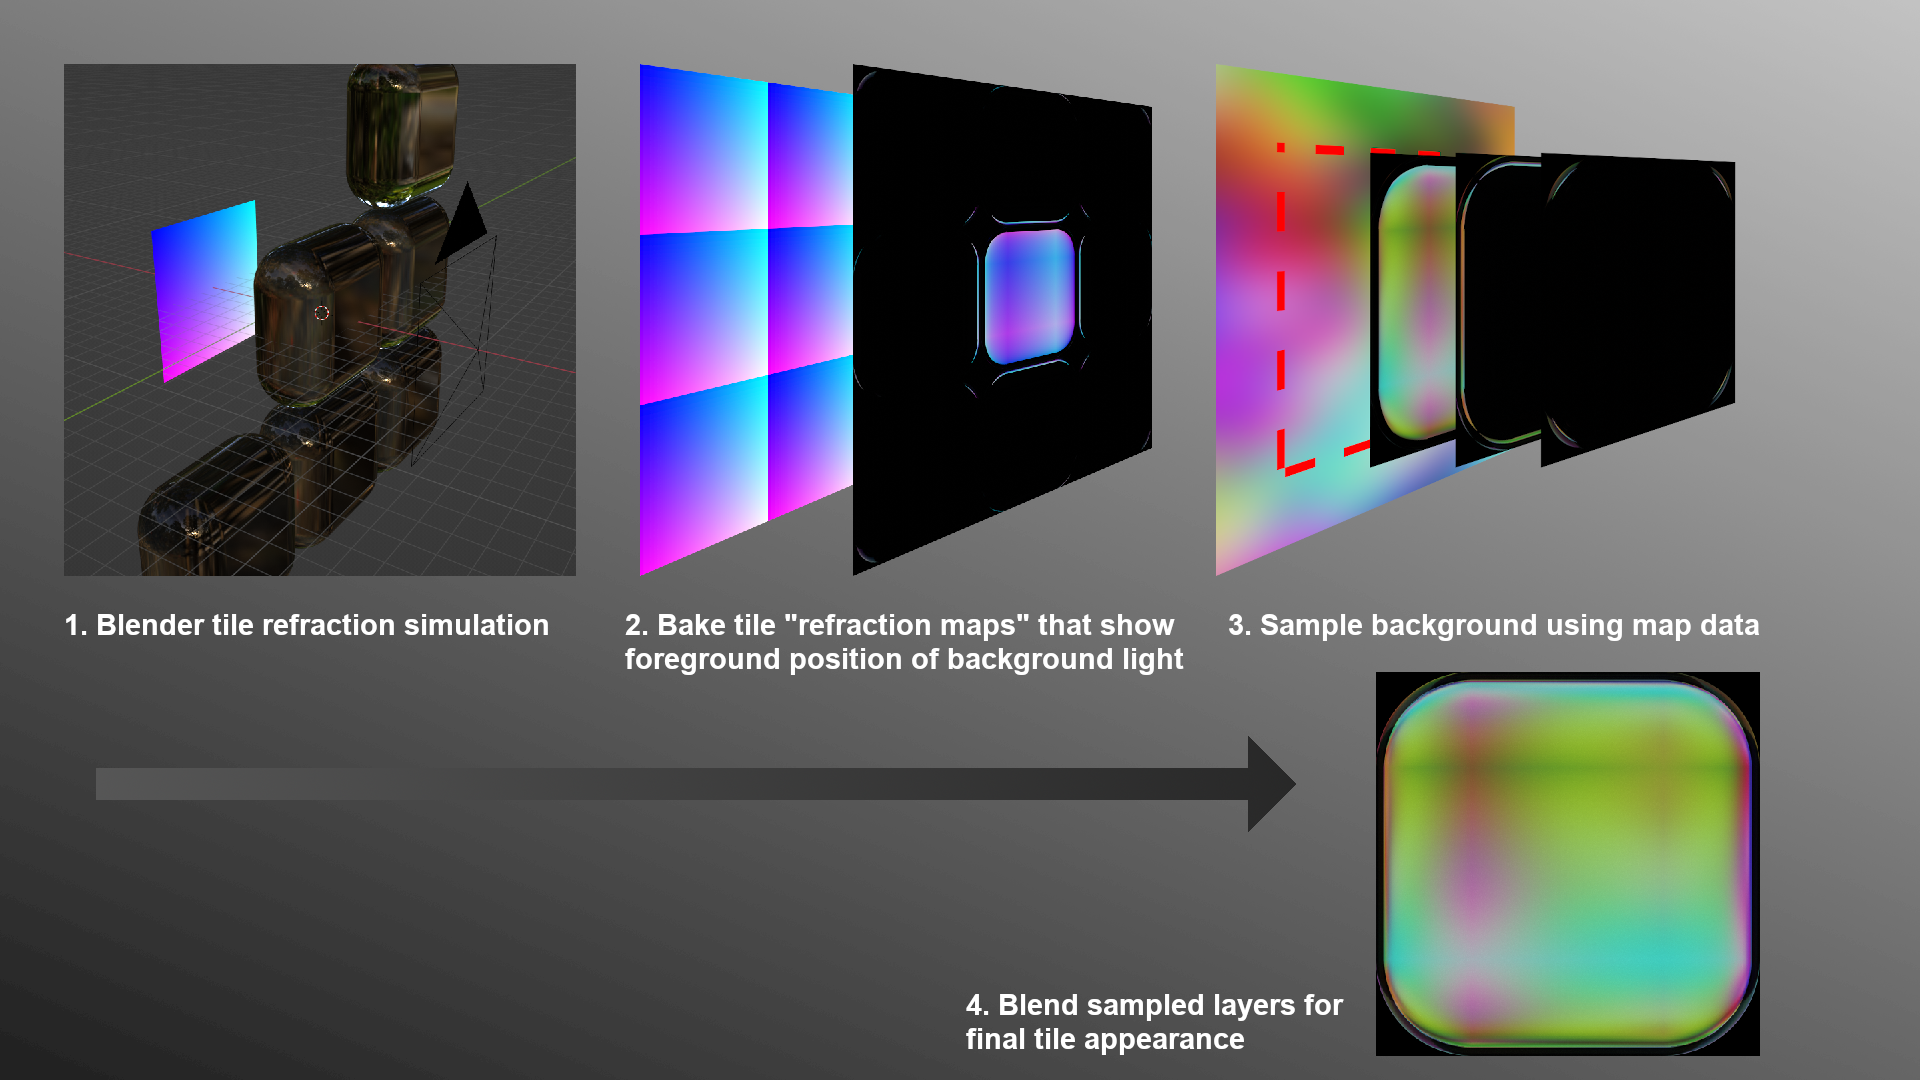 1. Blender tile refraction simulation
2. Bake tile "refraction maps" that show
foreground position of background light
3. Sample background using map data
4. Blend sampled layers for
final tile appearance